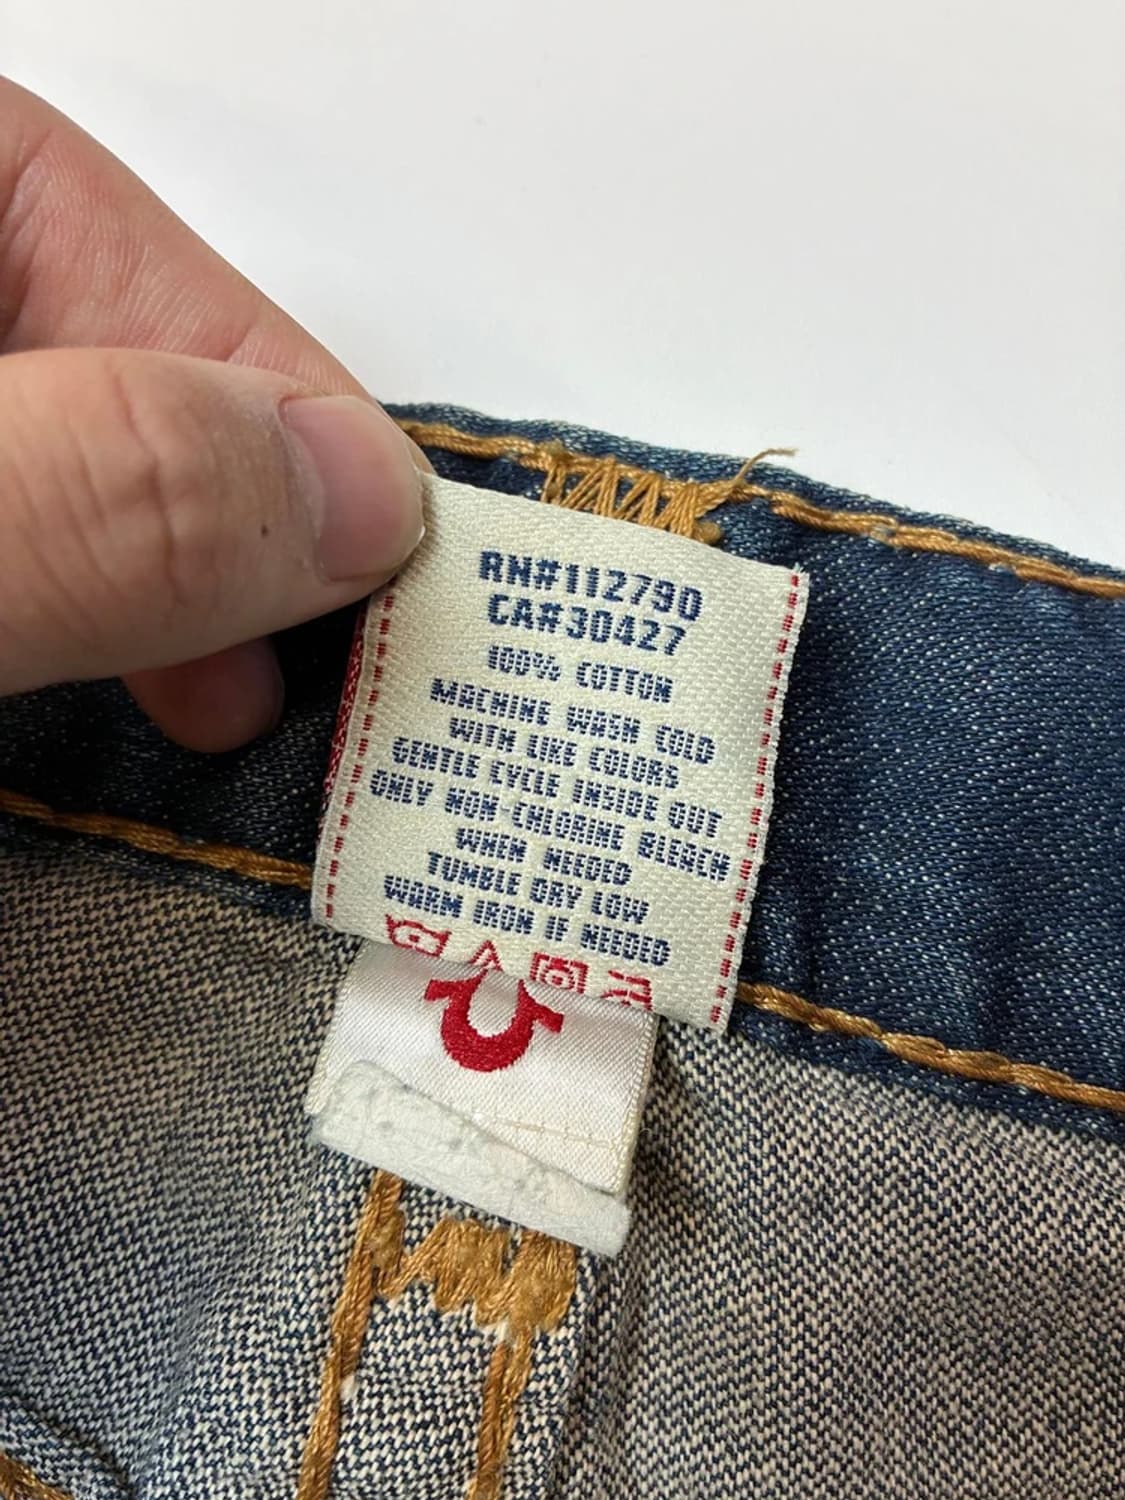 RN#112790
CA#30427
100% COTTON
MACHINE WASH COLD
WITH LIKE COLORS
GENTLE CYCLE INSIDE OUT
ONLY NON-CHLORINE BLEACH
WHEN NEEDED
TUMBLE DRY LOW
WARM IRON IF NEEDED